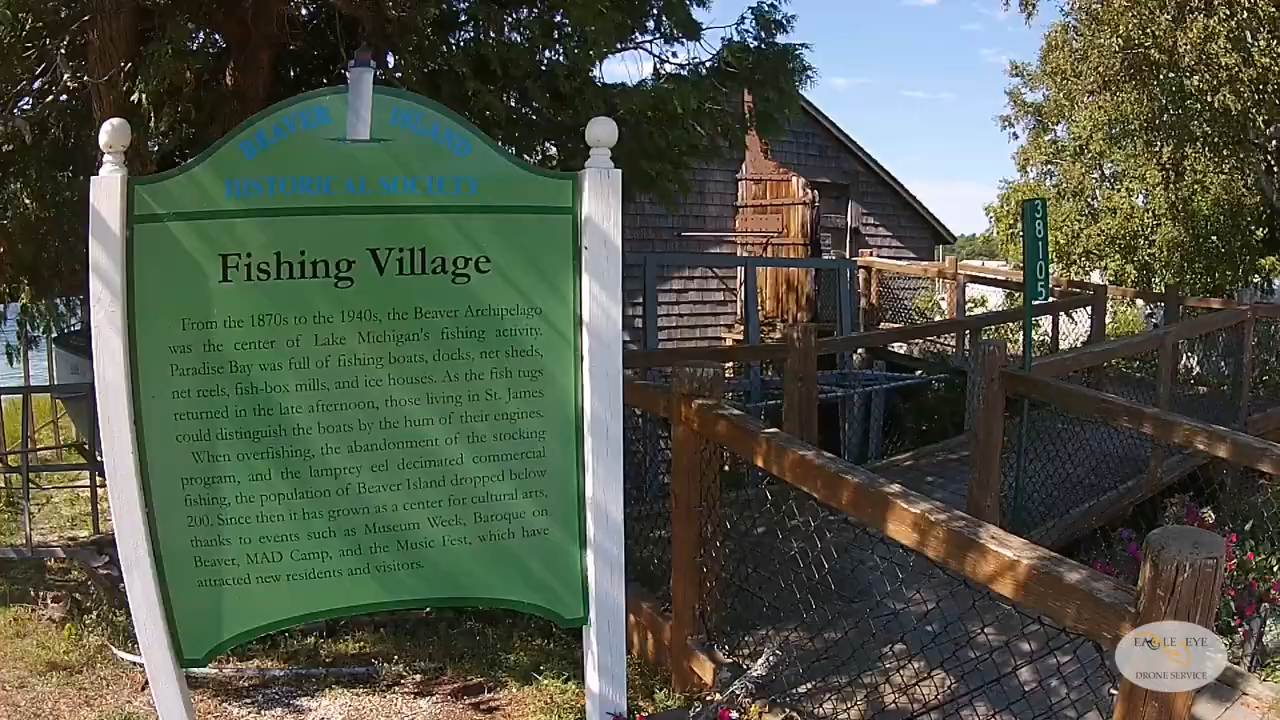 BEAVER ISLAND
HISTORICAL SOCIETY
Fishing Village
From the 1870s to the 1940s, the Beaver Archipelago
was the center of Lake Michigan's fishing activity.
Paradise Bay was full of fishing boats, docks, net sheds,
net reels, fish-box mills, and ice houses. As the fish tugs
returned in the late afternoon, those living in St. James
could distinguish the boats by the hum of their engines.
When overfishing, the abandonment of the stocking
program, and the lamprey eel decimated commercial
fishing, the population of Beaver Island dropped below
200. Since then it has grown as a center for cultural arts,
thanks to events such as Museum Week, Baroque on
Beaver, MAD Camp, and the Music Fest, which have
attracted new residents and visitors.
38105
EAGLE EYE
DRONE SERVICE